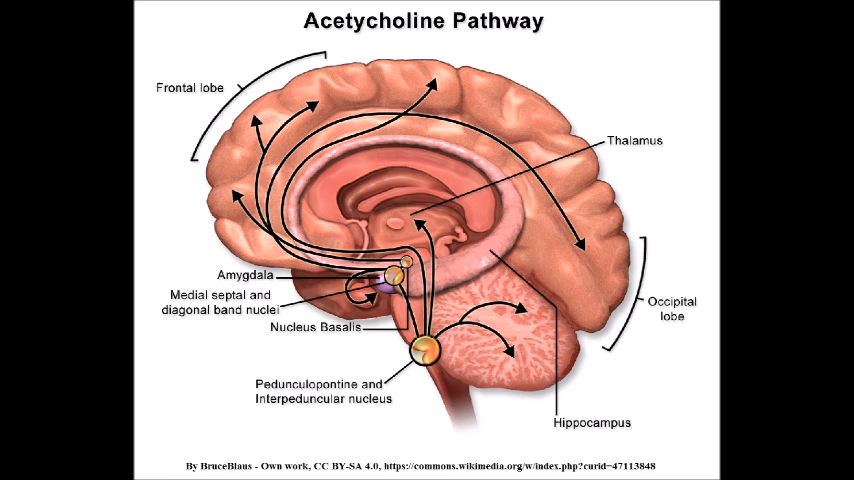 Acetycholine Pathway
Frontal lobe
Thalamus
Amygdala
Medial septal and
diagonal band nuclei
Nucleus Basalis
Occipital
lobe
Pedunculopontine and
Interpeduncular nucleus
Hippocampus
By BruceBlaus - Own work, CC BY-SA 4.0, https://commons.wikimedia.org/w/index.php?curid=47113848